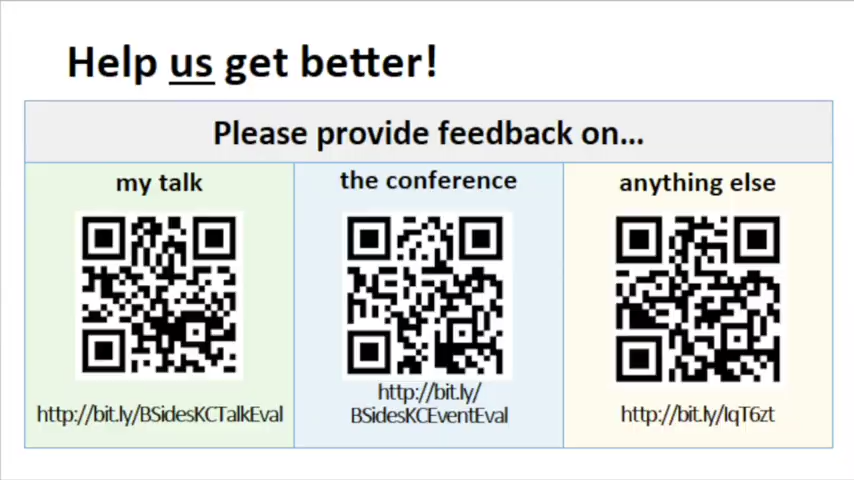 Help us get better!
Please provide feedback on...
my talk
the conference
anything else
http://bit.ly/BSidesKCTalkEval
http://bit.ly/
BSidesKCEventEval
http://bit.ly/IqT6zt